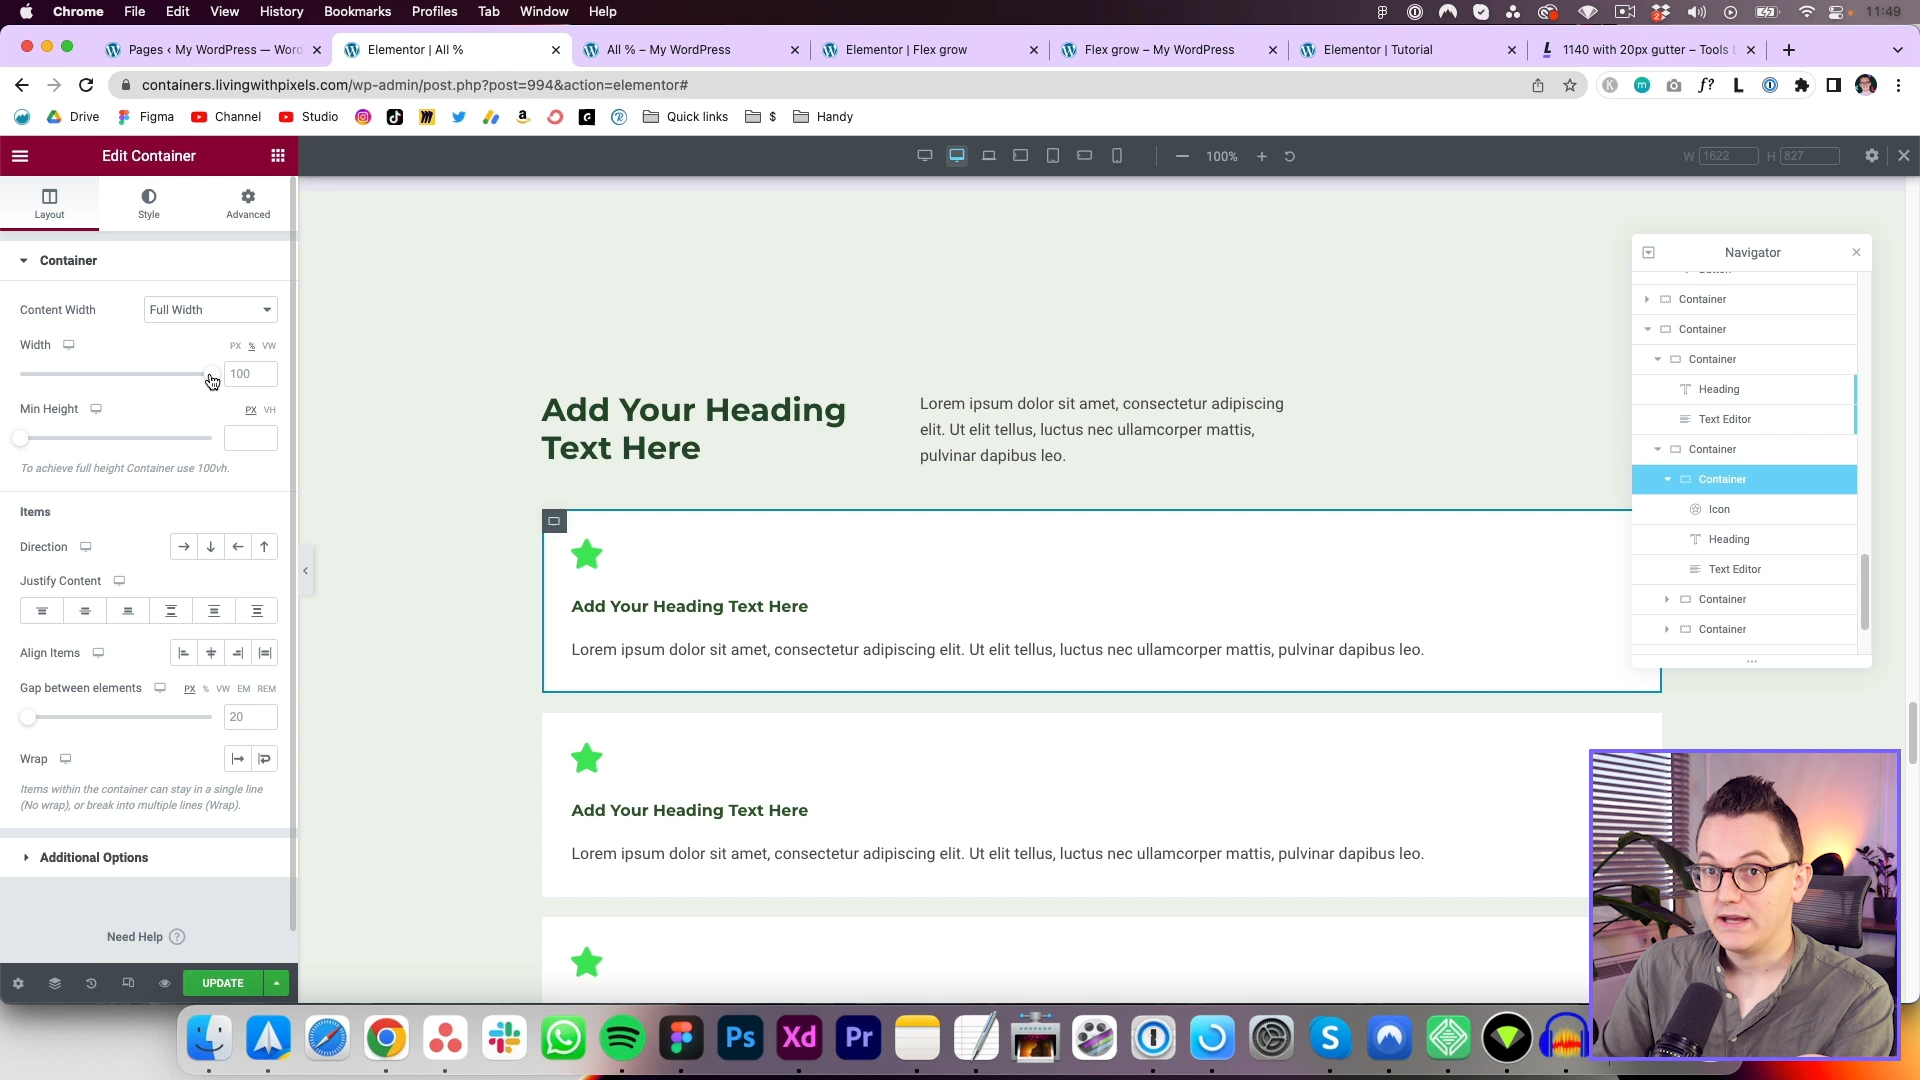 Chrome File Edit View History Bookmarks Profiles Tab Window Help 11:49
Pages ‹ My WordPress — Word
Elementor | All %
All % – My WordPress
Elementor | Flex grow
Flex grow – My WordPress
Elementor | Tutorial
1140 with 20px gutter – Tools
containers.livingwithpixels.com/wp-admin/post.php?post=994&action=elementor#
Drive Figma Channel Studio Quick links $ Handy
Edit Container
100%
W 1622 H 827
Layout Style Advanced
Container
Content Width Full Width
Width PX % VW
100
Min Height PX VH
To achieve full height Container use 100vh.
Items
Direction
Justify Content
Align Items
Gap between elements PX % VW EM REM
20
Wrap
Items within the container can stay in a single line
(No wrap), or break into multiple lines (Wrap).
Additional Options
Need Help ?
UPDATE
Add Your Heading
Text Here
Lorem ipsum dolor sit amet, consectetur adipiscing
elit. Ut elit tellus, luctus nec ullamcorper mattis,
pulvinar dapibus leo.
Add Your Heading Text Here
Lorem ipsum dolor sit amet, consectetur adipiscing elit. Ut elit tellus, luctus nec ullamcorper mattis, pulvinar dapibus leo.
Add Your Heading Text Here
Lorem ipsum dolor sit amet, consectetur adipiscing elit. Ut elit tellus, luctus nec ullamcorper mattis, pulvinar dapibus leo.
Navigator
Button
Container
Container
Container
Heading
Text Editor
Container
Container
Icon
Heading
Text Editor
Container
Container
Ps Xd Pr